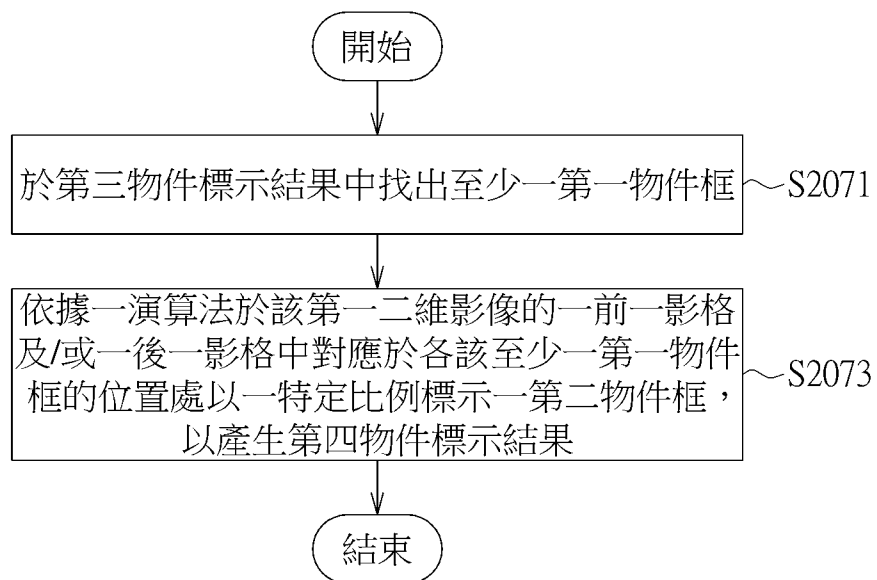 開始
於第三物件標示結果中找出至少一第一物件框
S2071
依據一演算法於該第一二維影像的一前一影格
及/或一後一影格中對應於各該至少一第一物件
框的位置處以一特定比例標示一第二物件框，
以產生第四物件標示結果
S2073
結束